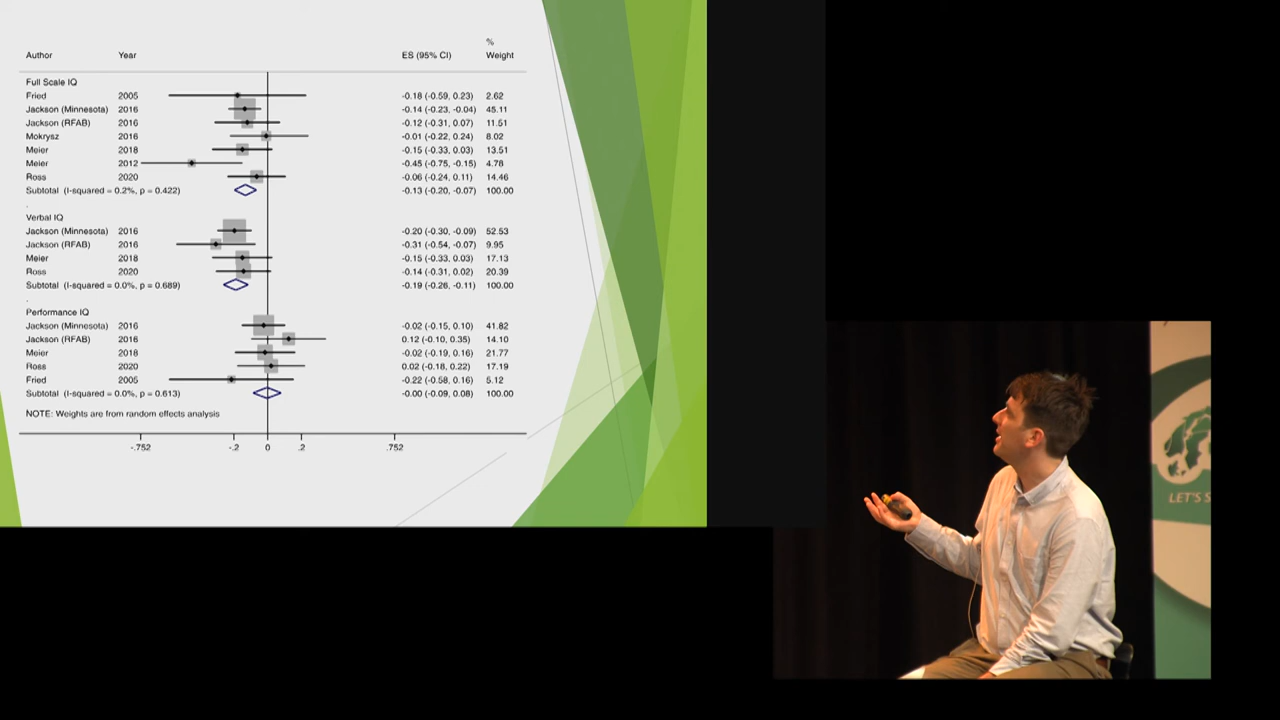 %
Author Year ES (95% CI) Weight
Full Scale IQ
Fried 2005 -0.18 (-0.59, 0.23) 2.62
Jackson (Minnesota) 2016 -0.14 (-0.23, -0.04) 45.11
Jackson (RFAB) 2016 -0.12 (-0.31, 0.07) 11.51
Mokrysz 2016 -0.01 (-0.22, 0.24) 8.02
Meier 2018 -0.15 (-0.33, 0.03) 13.51
Meier 2012 -0.45 (-0.75, -0.15) 4.78
Ross 2020 -0.06 (-0.24, 0.11) 14.46
Subtotal (I-squared = 0.2%, p = 0.422) -0.13 (-0.20, -0.07) 100.00
.
Verbal IQ
Jackson (Minnesota) 2016 -0.20 (-0.30, -0.09) 52.53
Jackson (RFAB) 2016 -0.31 (-0.54, -0.07) 9.95
Meier 2018 -0.15 (-0.33, 0.03) 17.13
Ross 2020 -0.14 (-0.31, 0.02) 20.39
Subtotal (I-squared = 0.0%, p = 0.689) -0.19 (-0.26, -0.11) 100.00
.
Performance IQ
Jackson (Minnesota) 2016 -0.02 (-0.15, 0.10) 41.82
Jackson (RFAB) 2016 0.12 (-0.10, 0.35) 14.10
Meier 2018 -0.02 (-0.19, 0.16) 21.77
Ross 2020 0.02 (-0.18, 0.22) 17.19
Fried 2005 -0.22 (-0.58, 0.16) 5.12
Subtotal (I-squared = 0.0%, p = 0.613) -0.00 (-0.09, 0.08) 100.00
NOTE: Weights are from random effects analysis
-.752 -.2 0 .2 .752
LET'S S